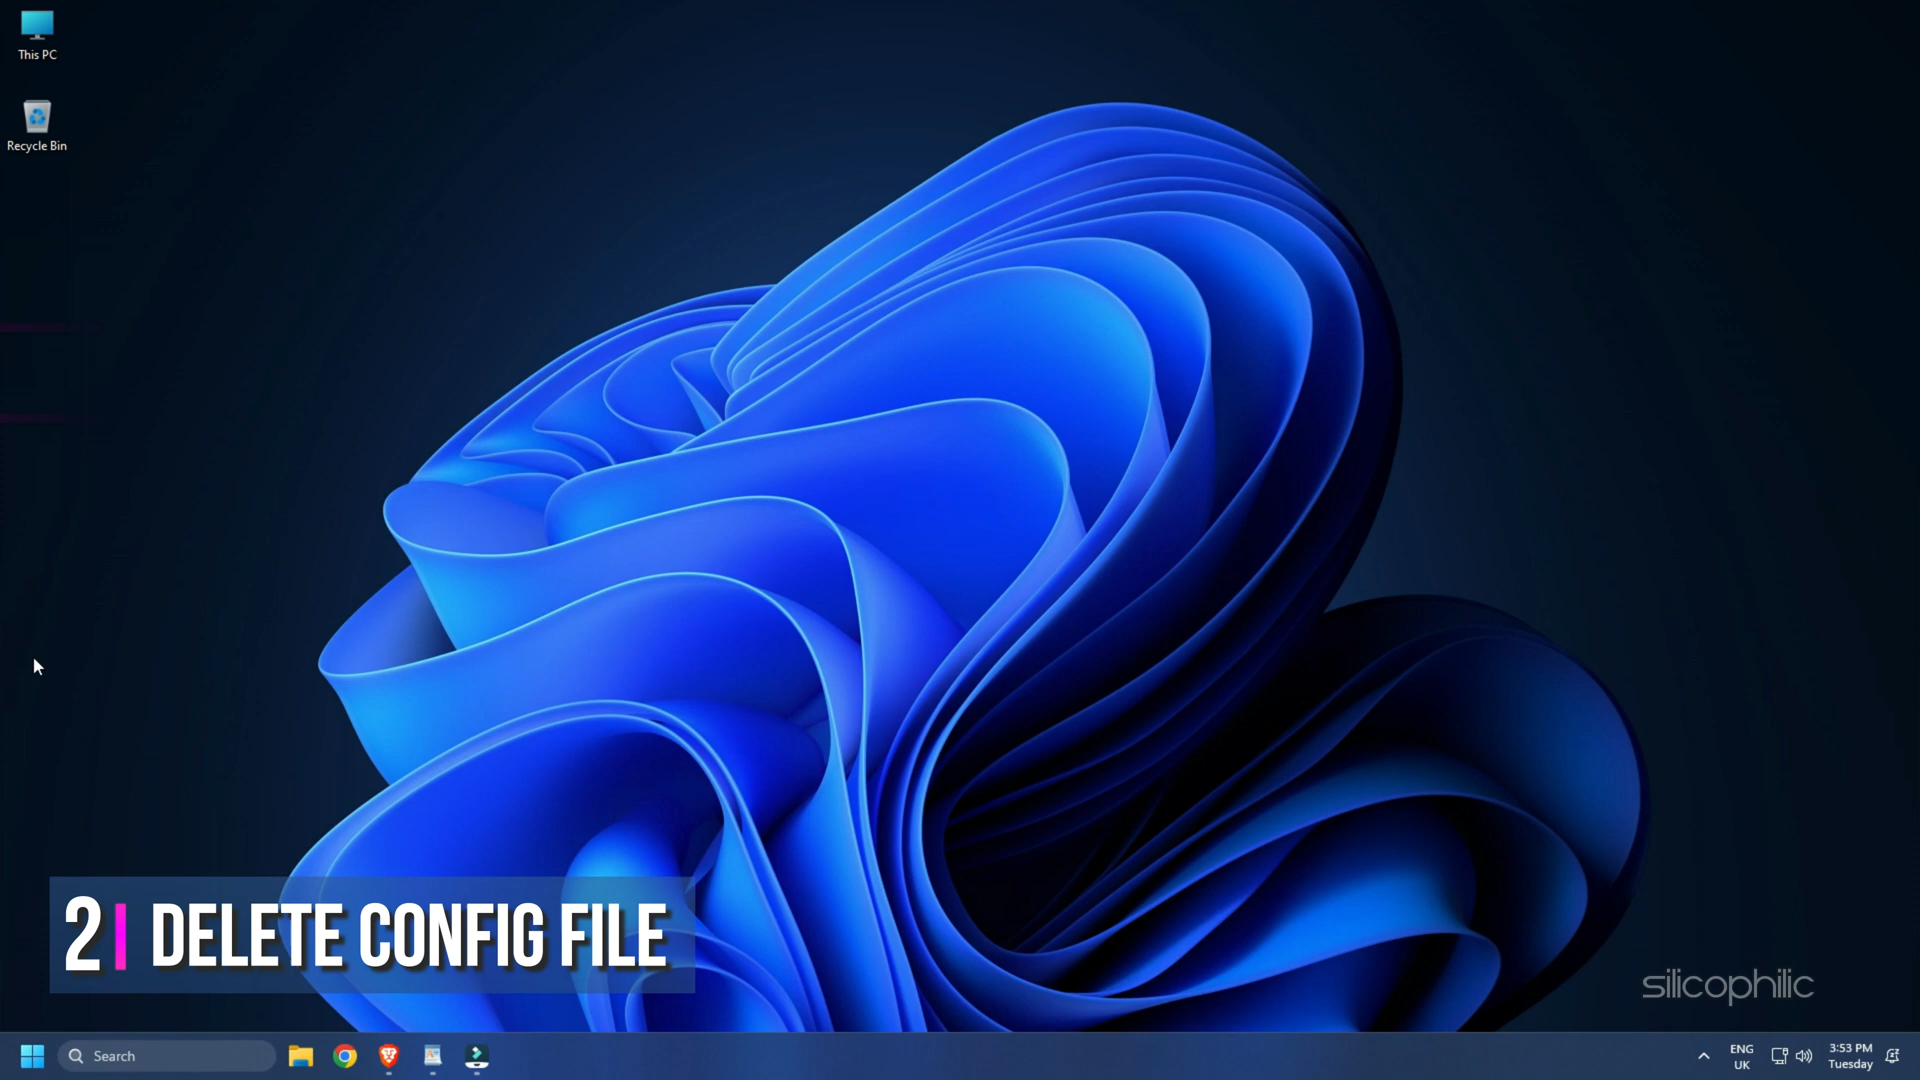 This PC
Recycle Bin
2 DELETE CONFIG FILE
silicophilic
Search
ENG
UK
3:53 PM
Tuesday